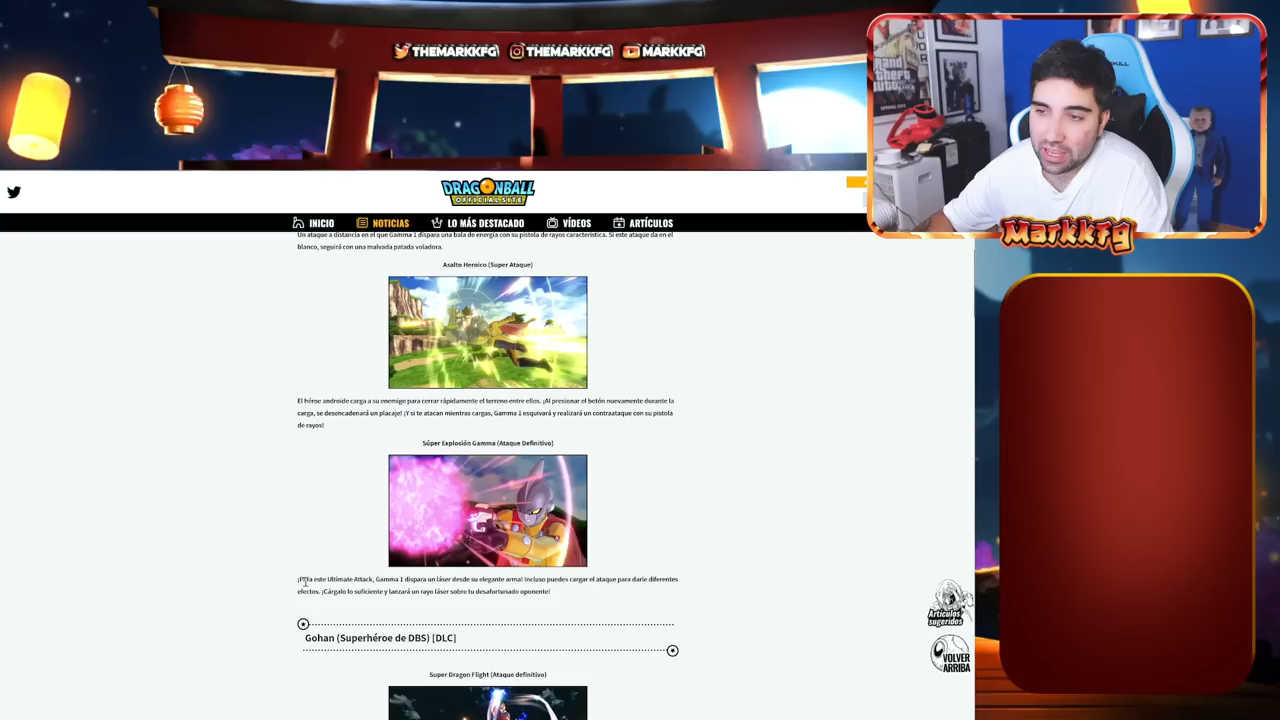 THEMARKKFG THEMARKKFG MARKKFG
SKILL
grand
theft
auto
DRAGONBALL
OFFICIAL SITE
INICIO NOTICIAS LO MÁS DESTACADO VÍDEOS ARTÍCULOS
MarkkFG
Un ataque a distancia en el que Gamma 1 dispara una bala de energía con su pistola de rayos característica. Si este ataque da en el
blanco, seguirá con una malvada patada voladora.
Asalto Heroico (Super Ataque)
El héroe androide carga a su enemigo para cerrar rápidamente el terreno entre ellos. ¡Al presionar el botón nuevamente durante la
carga, se desencadenará un placaje! ¡Y si te atacan mientras cargas, Gamma 1 esquivará y realizará un contraataque con su pistola
de rayos!
Súper Explosión Gamma (Ataque Definitivo)
¡Para este Ultimate Attack, Gamma 1 dispara un láser desde su elegante arma! Incluso puedes cargar el ataque para darle diferentes
efectos. ¡Cárgalo lo suficiente y lanzará un rayo láser sobre tu desafortunado oponente!
Artículos
sugeridos
Gohan (Superhéroe de DBS) [DLC]
VOLVER
ARRIBA
Super Dragon Flight (Ataque definitivo)